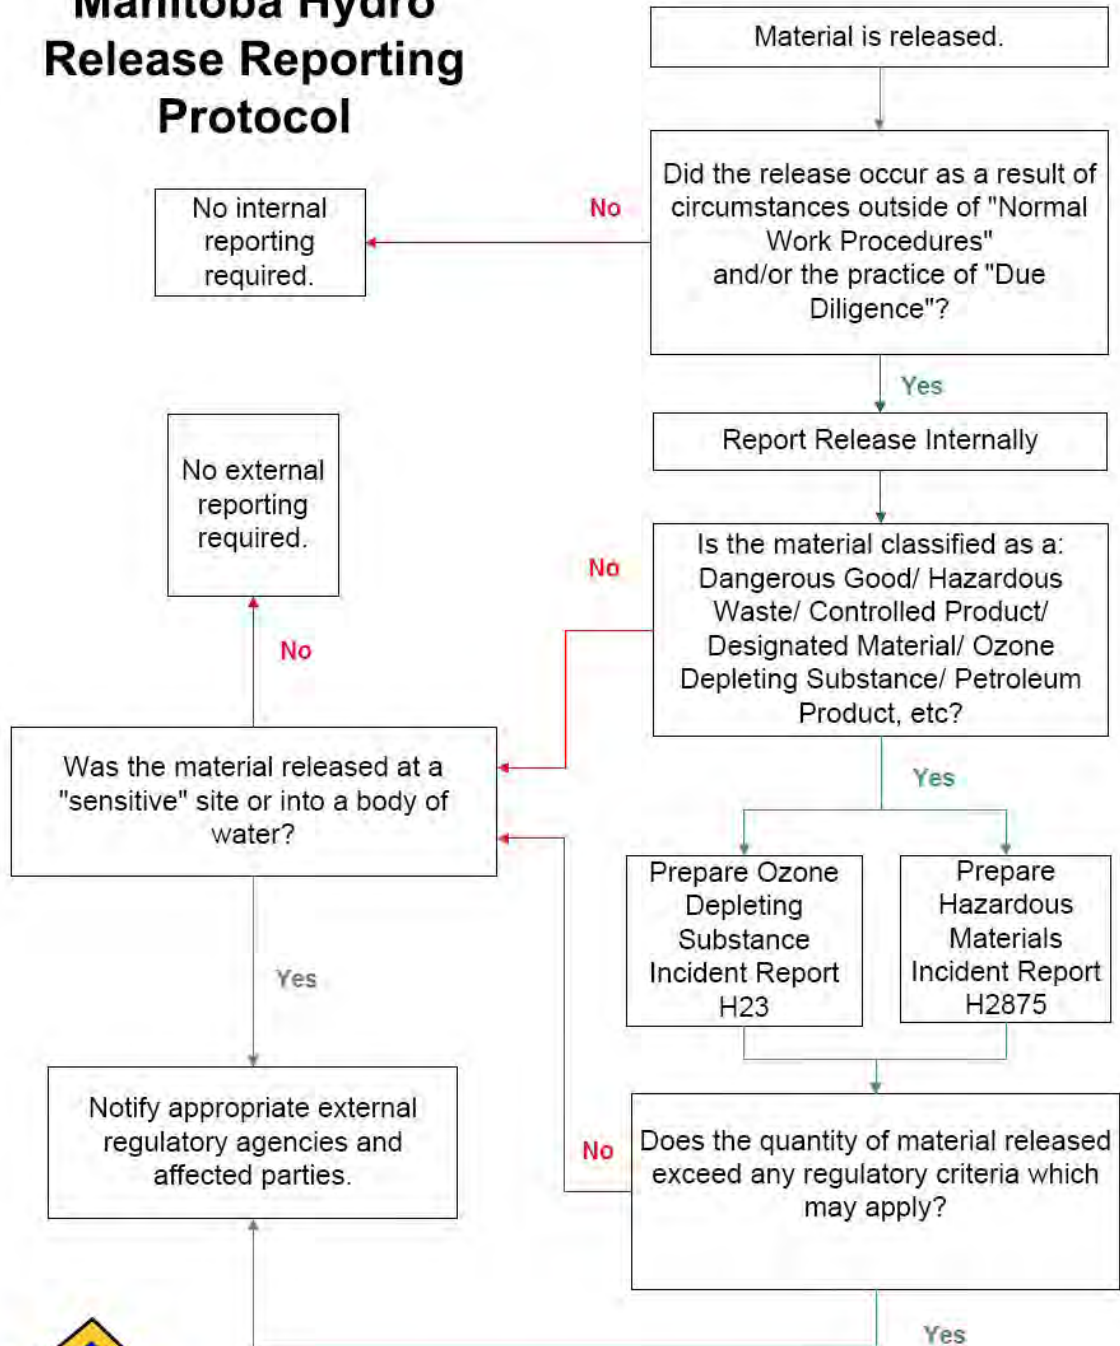 Manitoba Hydro
Release Reporting
Protocol
Material is released.
Did the release occur as a result of
circumstances outside of "Normal
Work Procedures"
and/or the practice of "Due
Diligence"?
No
No internal
reporting
required.
Yes
Report Release Internally
No external
reporting
required.
Is the material classified as a:
Dangerous Good/ Hazardous
Waste/ Controlled Product/
Designated Material/ Ozone
Depleting Substance/ Petroleum
Product, etc?
No
No
Was the material released at a
"sensitive" site or into a body of
water?
Yes
Prepare Ozone
Depleting
Substance
Incident Report
H23
Prepare
Hazardous
Materials
Incident Report
H2875
Yes
Notify appropriate external
regulatory agencies and
affected parties.
No
Does the quantity of material released
exceed any regulatory criteria which
may apply?
Yes